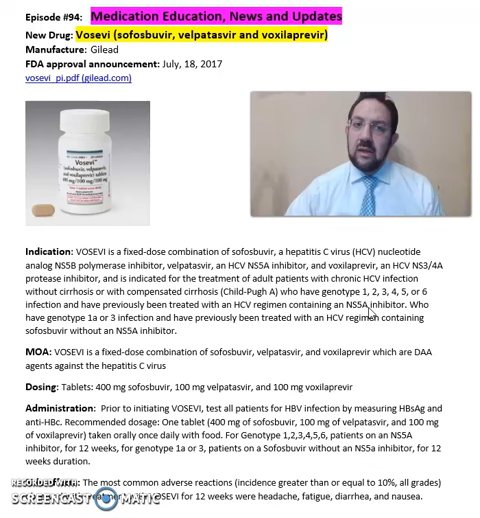 Episode #94: Medication Education, News and Updates
New Drug: Vosevi (sofosbuvir, velpatasvir and voxilaprevir)
Manufacture: Gilead
FDA approval announcement: July, 18, 2017
vosevi_pi.pdf (gilead.com)
Vosevi
(sofosbuvir, velpatasvir,
and voxilaprevir) tablets
400 mg/100 mg/100 mg
Indication: VOSEVI is a fixed-dose combination of sofosbuvir, a hepatitis C virus (HCV) nucleotide
analog NS5B polymerase inhibitor, velpatasvir, an HCV NS5A inhibitor, and voxilaprevir, an HCV NS3/4A
protease inhibitor, and is indicated for the treatment of adult patients with chronic HCV infection
without cirrhosis or with compensated cirrhosis (Child-Pugh A) who have genotype 1, 2, 3, 4, 5, or 6
infection and have previously been treated with an HCV regimen containing an NS5A inhibitor. Who
have genotype 1a or 3 infection and have previously been treated with an HCV regimen containing
sofosbuvir without an NS5A inhibitor.
MOA: VOSEVI is a fixed-dose combination of sofosbuvir, velpatasvir, and voxilaprevir which are DAA
agents against the hepatitis C virus
Dosing: Tablets: 400 mg sofosbuvir, 100 mg velpatasvir, and 100 mg voxilaprevir
Administration: Prior to initiating VOSEVI, test all patients for HBV infection by measuring HBsAg and
anti-HBc. Recommended dosage: One tablet (400 mg of sofosbuvir, 100 mg of velpatasvir, and 100 mg
of voxilaprevir) taken orally once daily with food. For Genotype 1,2,3,4,5,6, patients on an NS5A
inhibitor, for 12 weeks, for genotype 1a or 3, patients on a Sofosbuvir without an NS5a inhibitor, for 12
weeks duration.
The most common adverse reactions (incidence greater than or equal to 10%, all grades)
VOSEVI for 12 weeks were headache, fatigue, diarrhea, and nausea.
RECORDED WITH
SCREENCAST MATIC